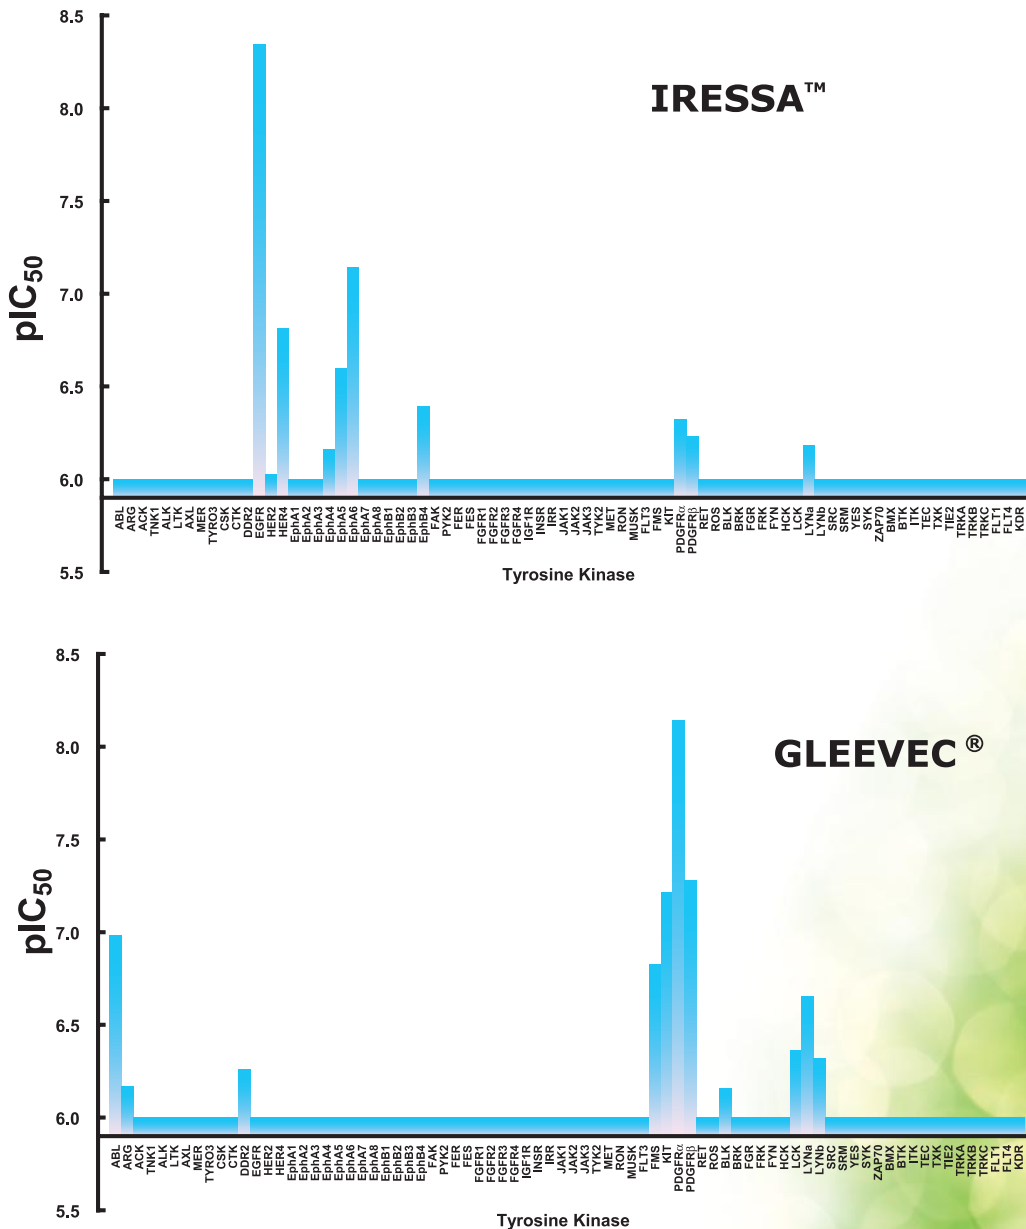 8.5
8.0
7.5
7.0
6.5
6.0
5.5
pIC50
IRESSA™
ABL ARG ACK TNK1 ALK LTK AXL MER TYRO3 CSK CTK DDR2 EGFR HER2 HER4 EphA1 EphA2 EphA3 EphA4 EphA5 EphA6 EphA7 EphA8 EphB1 EphB2 EphB3 EphB4 FAK PYK2 FER FES FGFR1 FGFR2 FGFR3 FGFR4 IGF1R INSR IRR JAK1 JAK2 JAK3 TYK2 MET RON MUSK FLT3 FMS KIT PDGFRα PDGFRβ RET ROS BLK BRK FGR FRK FYN HCK LCK LYNa LYNb SRC SRM YES SYK ZAP70 BMX BTK ITK TEC TXK TIE2 TRKA TRKB TRKC FLT1 FLT4 KDR
Tyrosine Kinase
8.5
8.0
7.5
7.0
6.5
6.0
5.5
pIC50
GLEEVEC®
ABL ARG ACK TNK1 ALK LTK AXL MER TYRO3 CSK CTK DDR2 EGFR HER2 HER4 EphA1 EphA2 EphA3 EphA4 EphA5 EphA6 EphA7 EphA8 EphB1 EphB2 EphB3 EphB4 FAK PYK2 FER FES FGFR1 FGFR2 FGFR3 FGFR4 IGF1R INSR IRR JAK1 JAK2 JAK3 TYK2 MET RON MUSK FLT3 FMS KIT PDGFRα PDGFRβ RET ROS BLK BRK FGR FRK FYN HCK LCK LYNa LYNb SRC SRM YES SYK ZAP70 BMX BTK ITK TEC TXK TIE2 TRKA TRKB TRKC FLT1 FLT4 KDR
Tyrosine Kinase